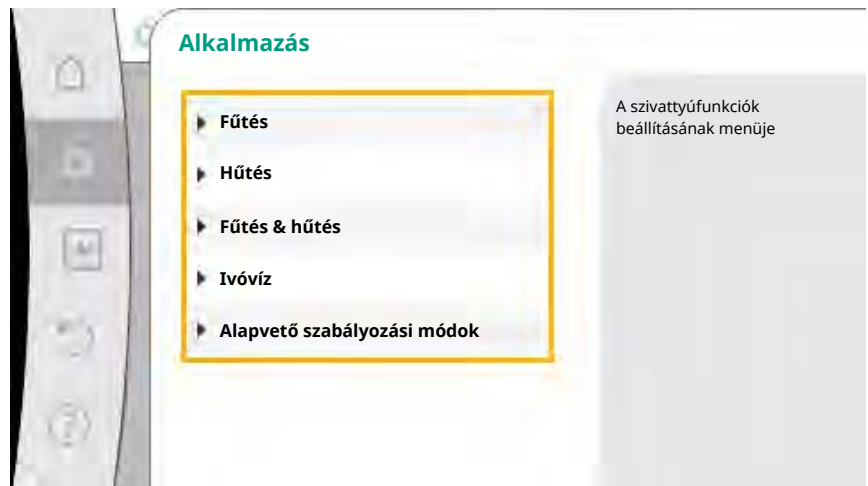 Alkalmazás
Fűtés
Hűtés
Fűtés & hűtés
Ivóvíz
Alapvető szabályozási módok
A szivattyúfunkciók
beállításának menüje